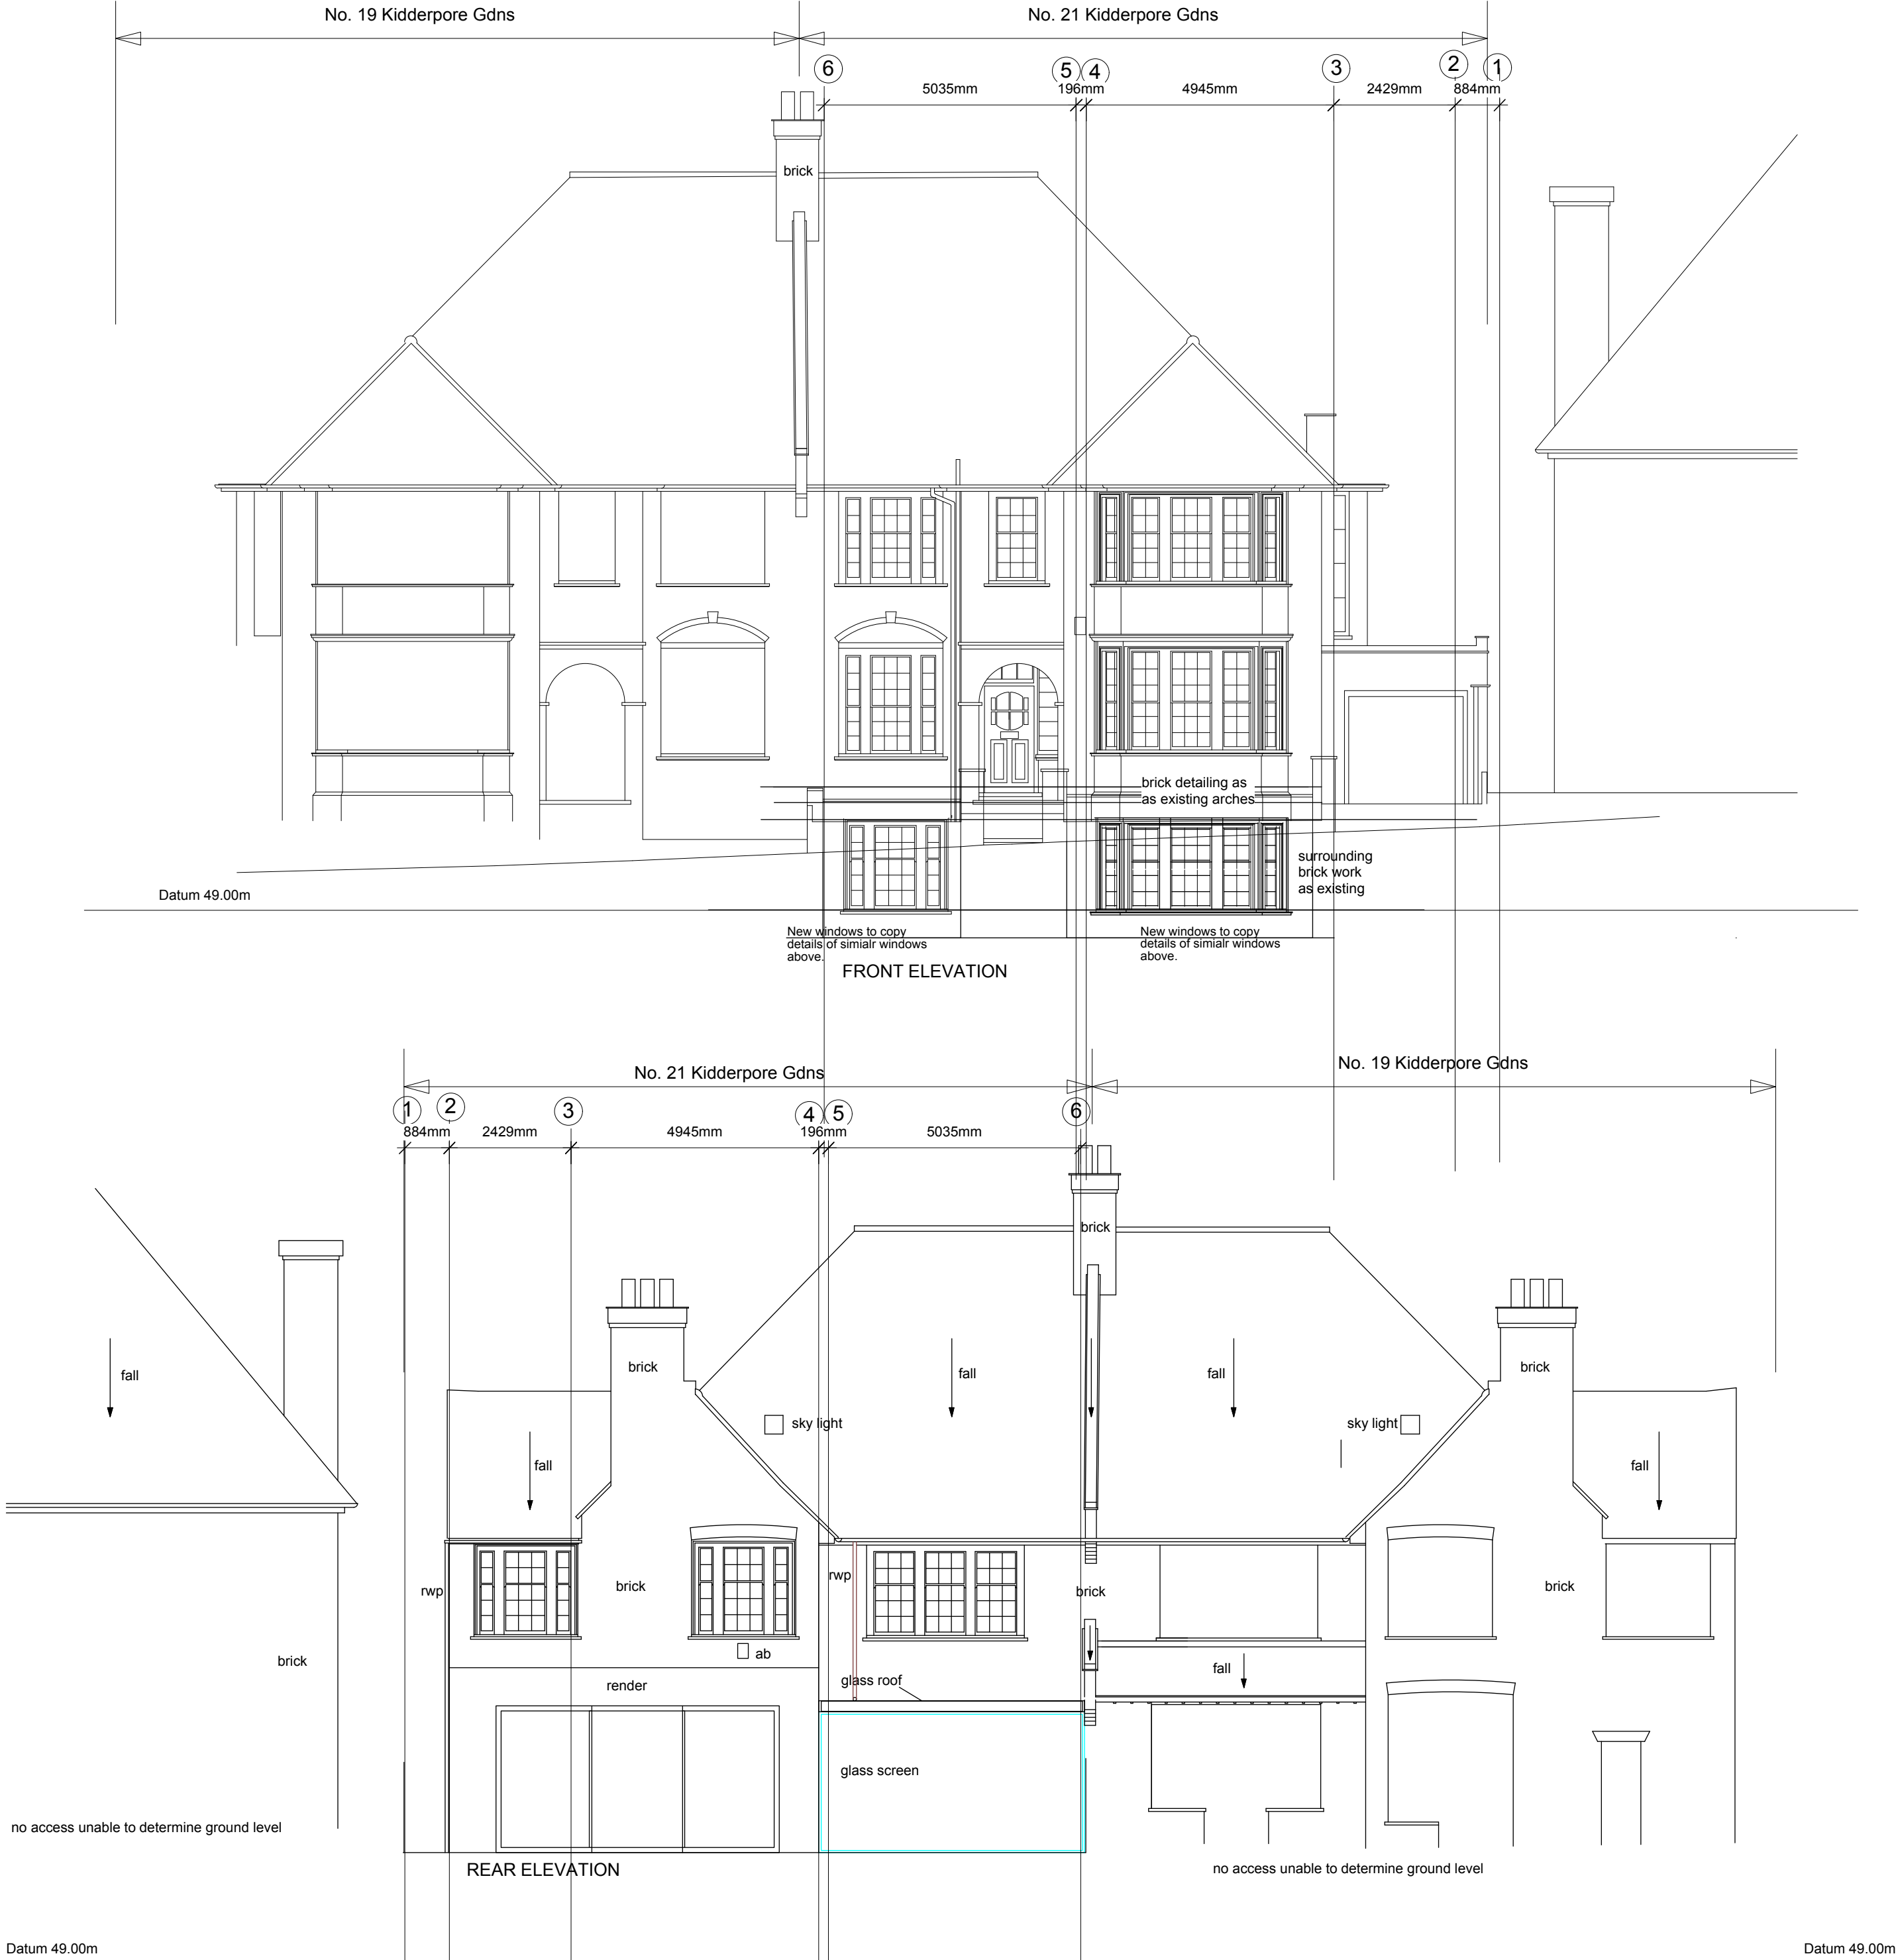 No. 19 Kidderpore Gdns
No. 21 Kidderpore Gdns
6
5
4
3
2
1
5035mm
196mm
4945mm
2429mm
884mm
brick
brick detailing as
as existing arches
surrounding
brick work
as existing
Datum 49.00m
New windows to copy
details of simialr windows
above.
New windows to copy
details of simialr windows
above.
FRONT ELEVATION
No. 21 Kidderpore Gdns
No. 19 Kidderpore Gdns
1
2
3
4
5
6
884mm
2429mm
4945mm
196mm
5035mm
brick
fall
brick
fall
fall
brick
sky light
sky light
fall
fall
rwp
brick
rwp
brick
brick
ab
brick
render
glass roof
fall
glass screen
no access unable to determine ground level
REAR ELEVATION
no access unable to determine ground level
Datum 49.00m
Datum 49.00m